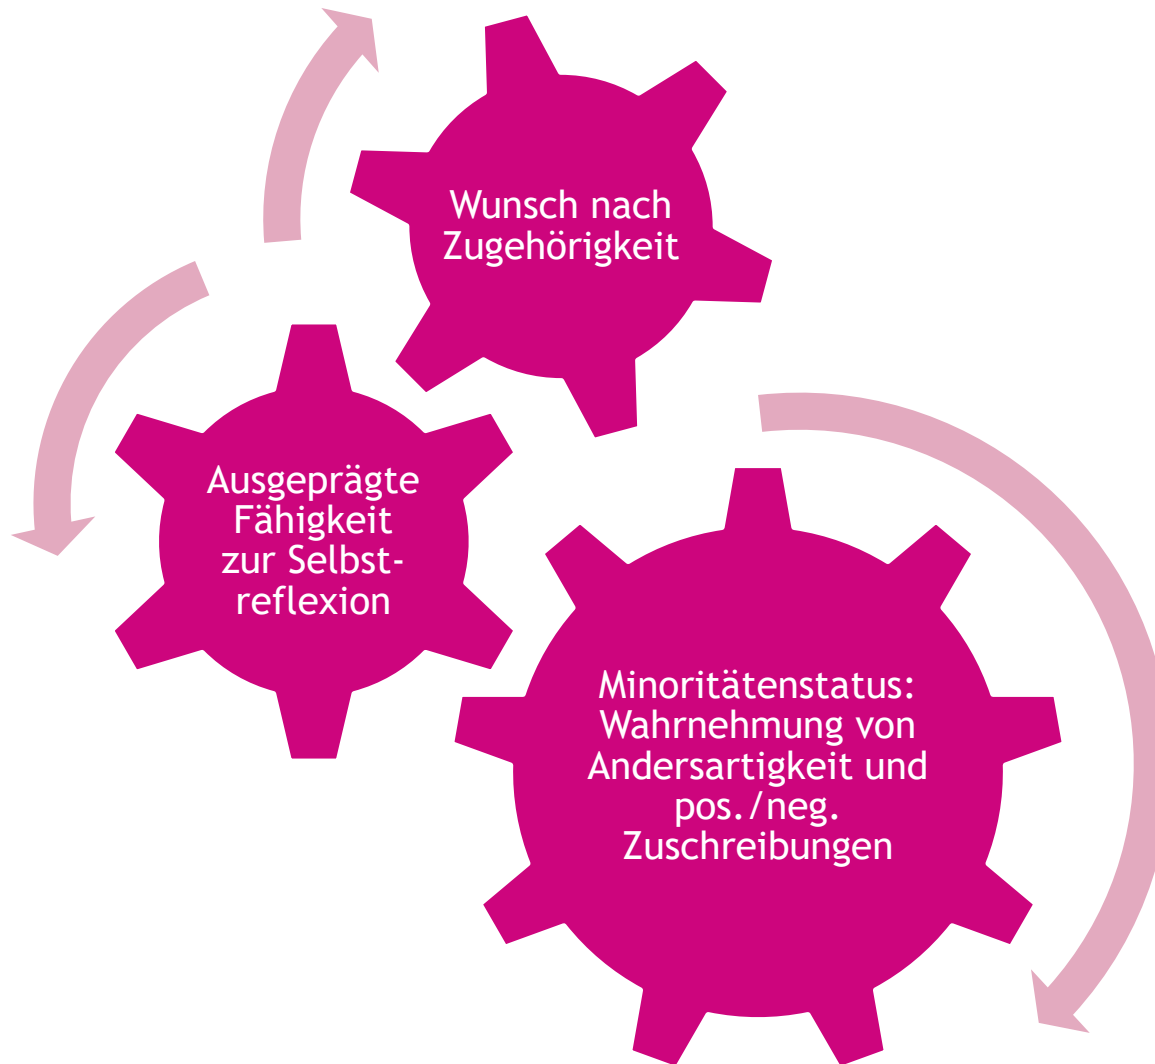 Wunsch nach
Zugehörigkeit
Ausgeprägte
Fähigkeit
zur Selbst-
reflexion
Minoritätenstatus:
Wahrnehmung von
Andersartigkeit und
pos./neg.
Zuschreibungen